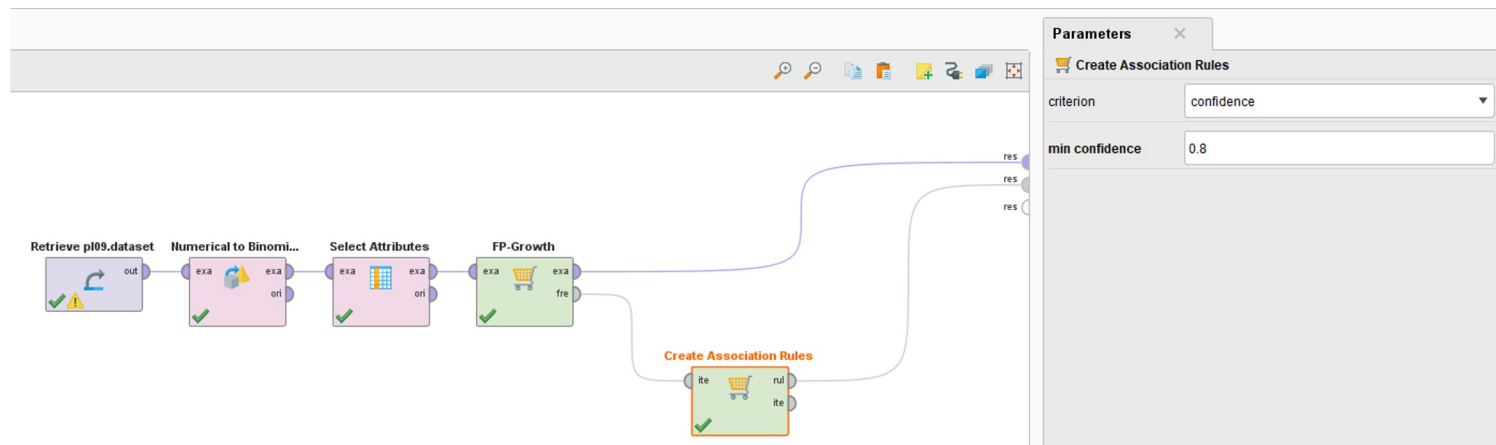 Parameters
Create Association Rules
criterion
confidence
min confidence
0.8
res
res
res
Retrieve pl09.dataset
Numerical to Binomi...
Select Attributes
FP-Growth
out
exa
exa
ori
exa
exa
ori
exa
exa
fre
Create Association Rules
ite
rul
ite